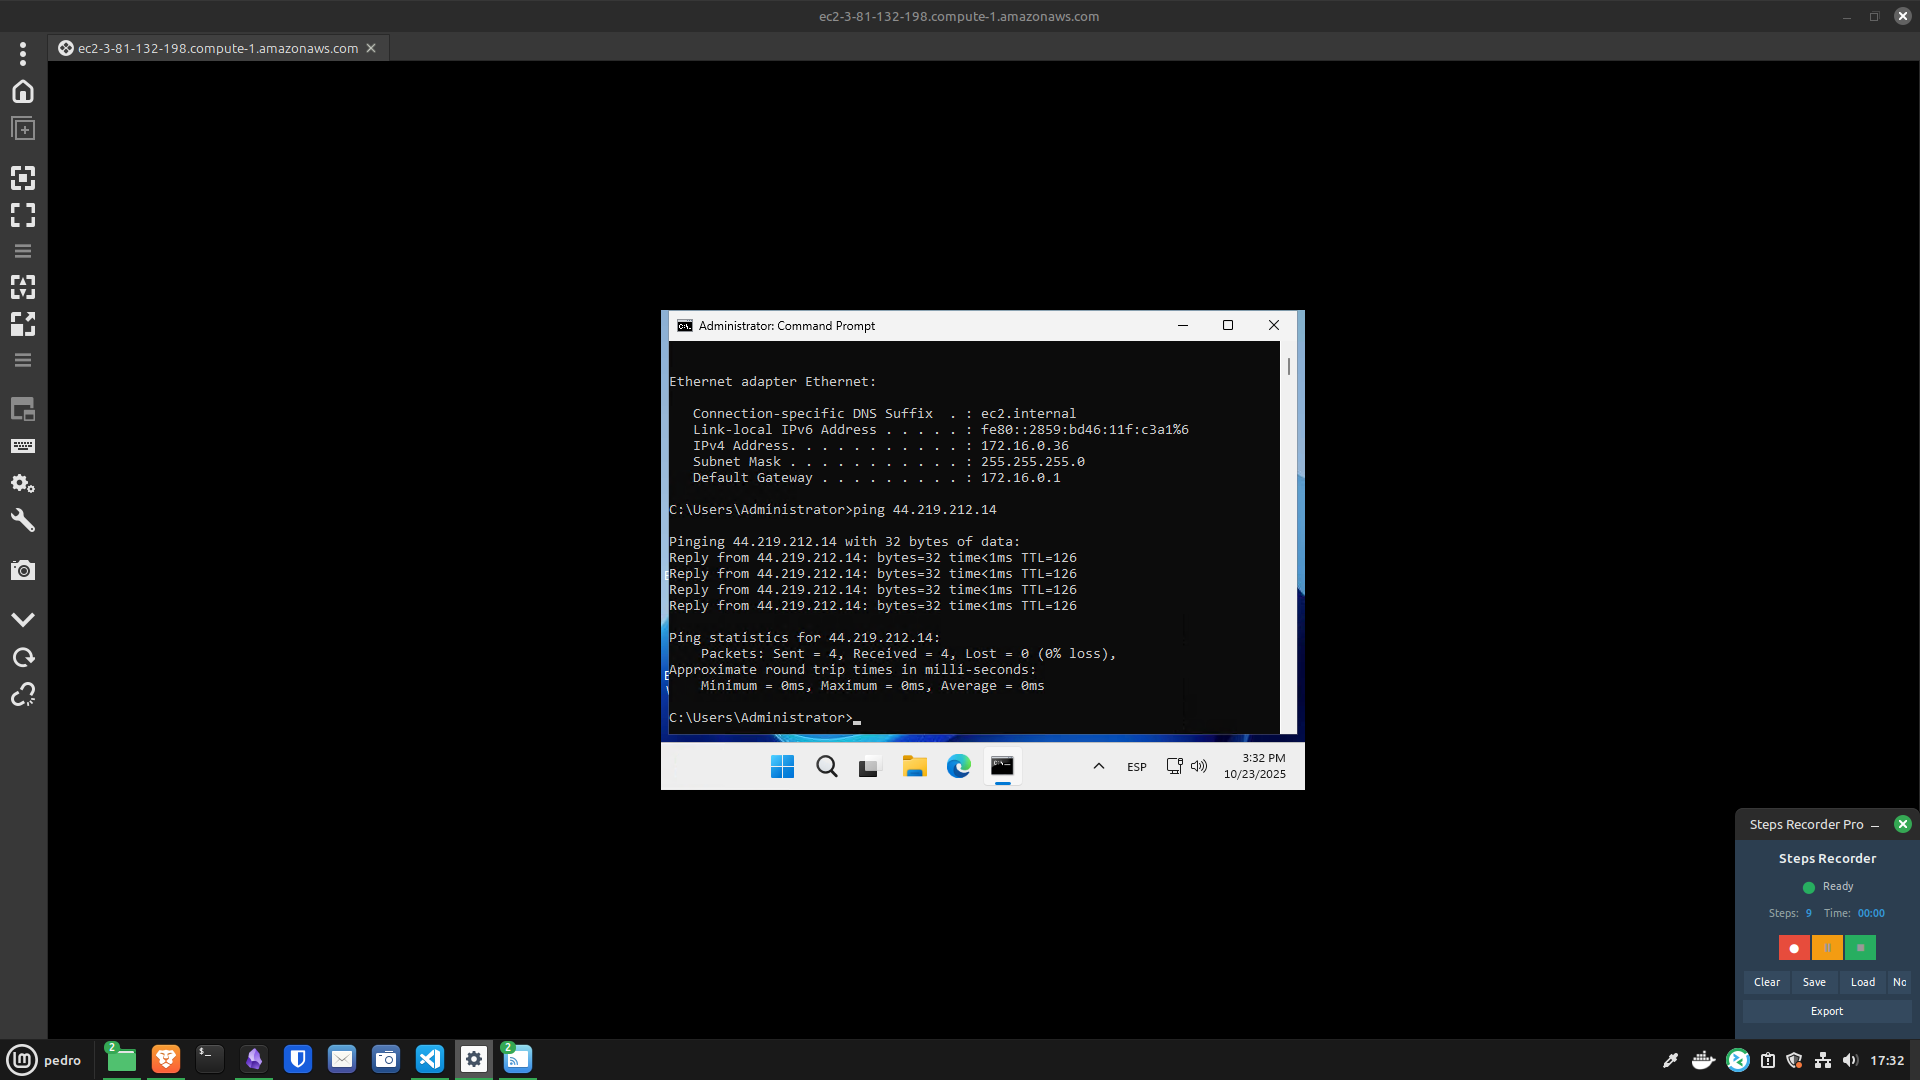 ec2-3-81-132-198.compute-1.amazonaws.com
ec2-3-81-132-198.compute-1.amazonaws.com
Administrator: Command Prompt
Ethernet adapter Ethernet:
Connection-specific DNS Suffix  . : ec2.internal
Link-local IPv6 Address . . . . . : fe80::2859:bd46:11f:c3a1%6
IPv4 Address. . . . . . . . . . . : 172.16.0.36
Subnet Mask . . . . . . . . . . . : 255.255.255.0
Default Gateway . . . . . . . . . : 172.16.0.1
C:\Users\Administrator>ping 44.219.212.14
Pinging 44.219.212.14 with 32 bytes of data:
Reply from 44.219.212.14: bytes=32 time<1ms TTL=126
Reply from 44.219.212.14: bytes=32 time<1ms TTL=126
Reply from 44.219.212.14: bytes=32 time<1ms TTL=126
Reply from 44.219.212.14: bytes=32 time<1ms TTL=126
Ping statistics for 44.219.212.14:
Packets: Sent = 4, Received = 4, Lost = 0 (0% loss),
Approximate round trip times in milli-seconds:
Minimum = 0ms, Maximum = 0ms, Average = 0ms
C:\Users\Administrator>
ESP
3:32 PM
10/23/2025
Steps Recorder Pro
Steps Recorder
Ready
Steps: 9 Time: 00:00
Clear Save Load No
Export
pedro
2
2
17:32